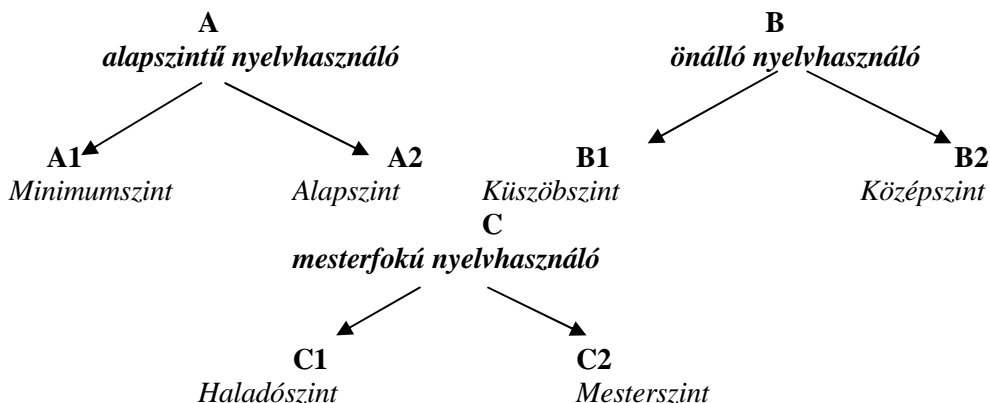 A B
alapszintű nyelvhasználó önálló nyelvhasználó
A1 A2 B1 B2
Minimumszint Alapszint Küszöbszint Középszint
C
mesterfokú nyelvhasználó
C1 C2
Haladószint Mesterszint